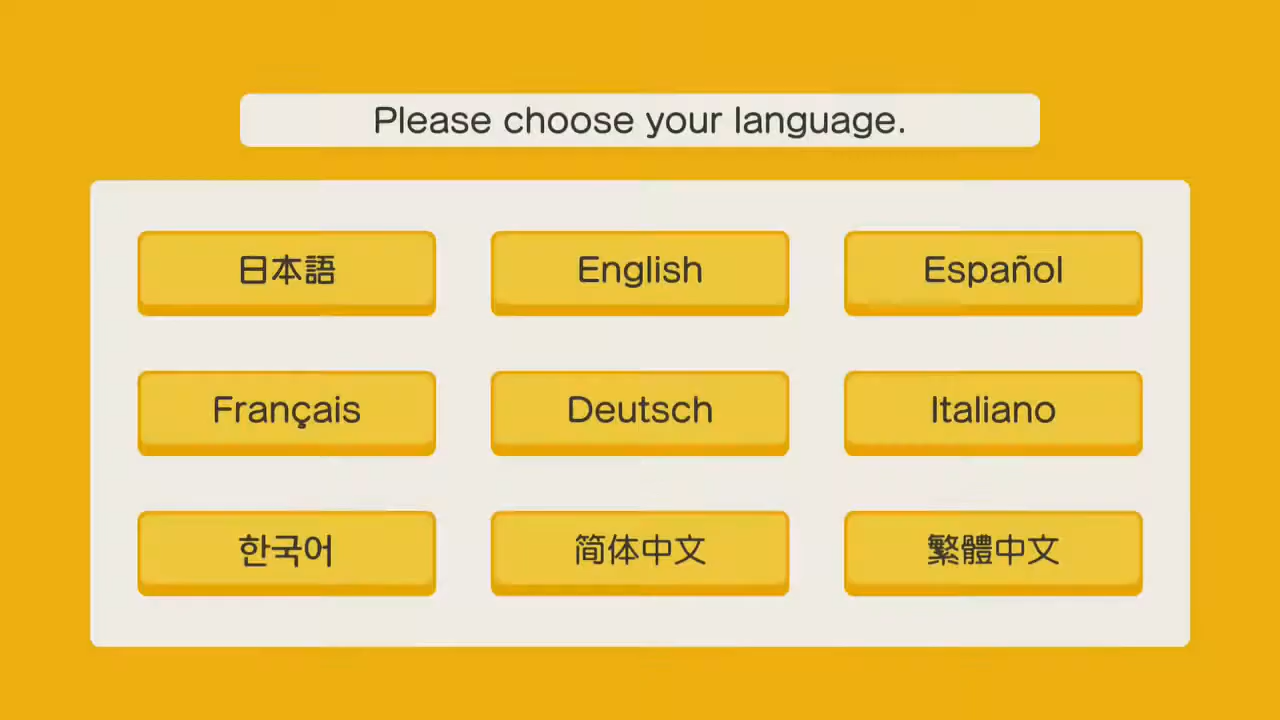 Please choose your language.
日本語
English
Español
Français
Deutsch
Italiano
한국어
简体中文
繁體中文